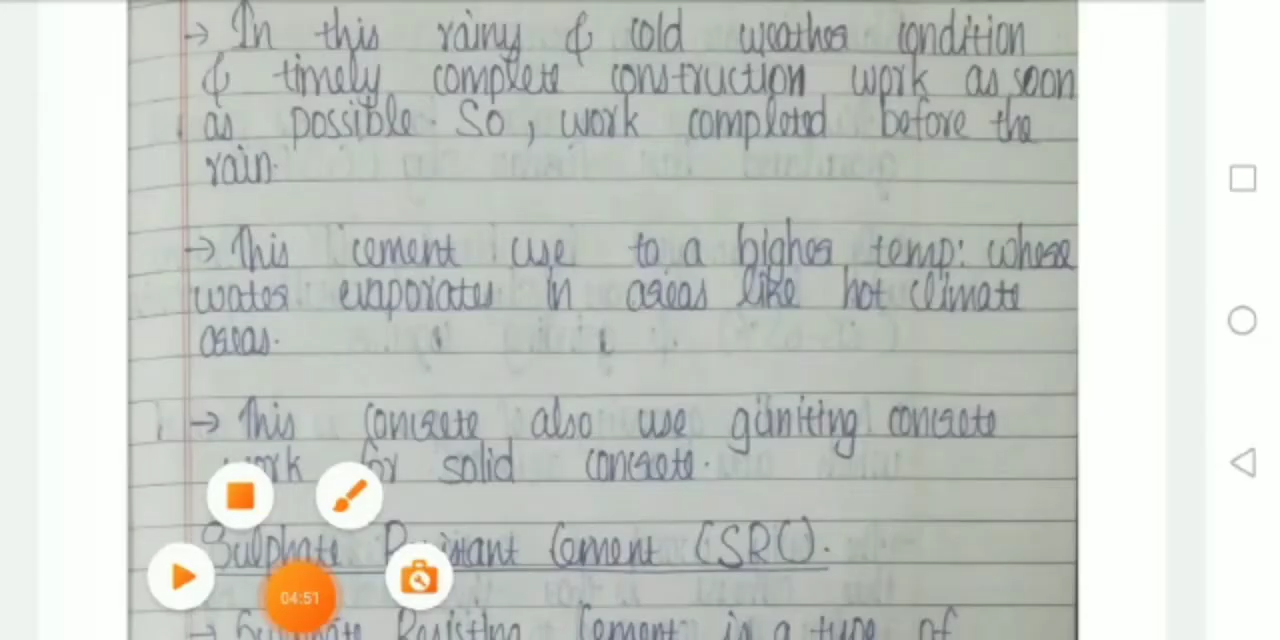 → In this rainy & cold weather condition
& timely complete construction work as soon
as possible. So, work completed before the
rain.
→ This cement use to a higher temp: where
water evaporates in areas like hot climate
areas.
→ This concrete also use guniting concrete
work for solid concrete.
Sulphate Resistant Cement (SRC).
→ Sulphate Resisting Cement is a type of
04:51